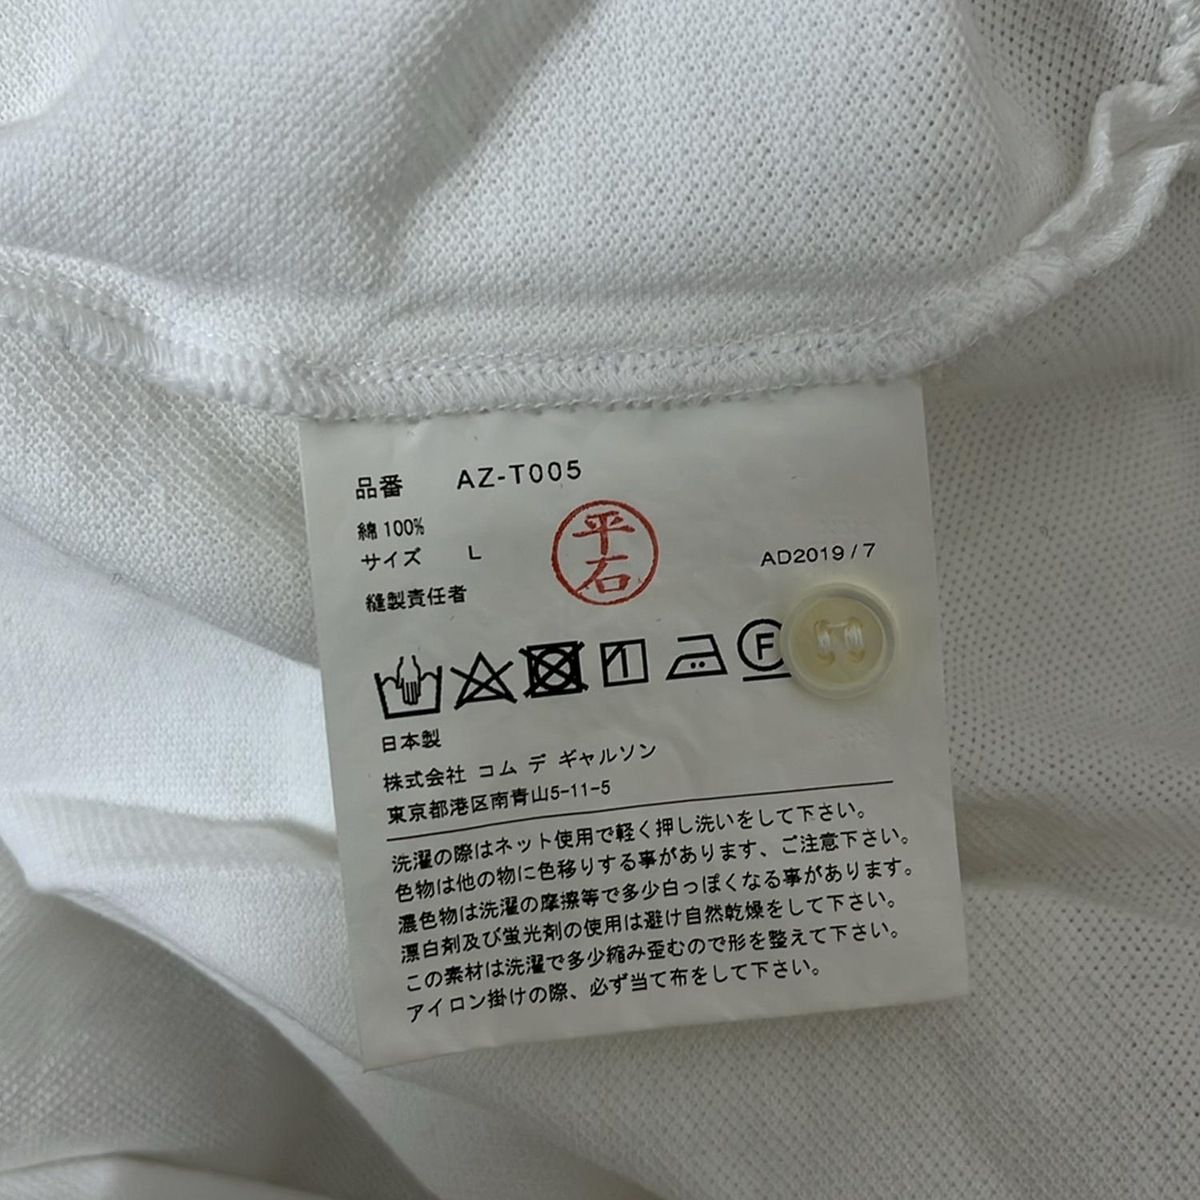 品番 AZ-T005
綿100%
サイズ L
平石
AD2019/7
縫製責任者
F
日本製
株式会社 コム デ ギャルソン
東京都港区南青山5-11-5
洗濯の際はネット使用で軽く押し洗いをして下さい。
色物は他の物に色移りする事があります、ご注意下さい。
濃色物は洗濯の摩擦等で多少白っぽくなる事があります。
漂白剤及び蛍光剤の使用は避け自然乾燥をして下さい。
この素材は洗濯で多少縮み歪むので形を整えて下さい。
アイロン掛けの際、必ず当て布をして下さい。